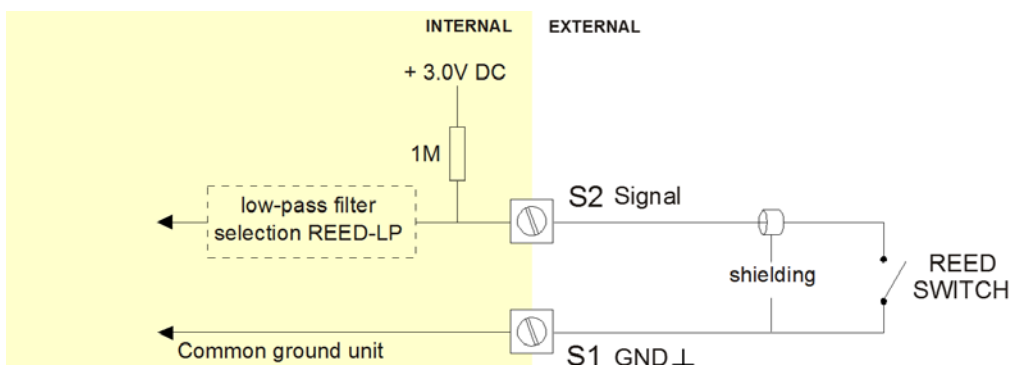 INTERNAL
EXTERNAL
+ 3.0V DC
1M
low-pass filter
selection REED-LP
S2 Signal
shielding
REED
SWITCH
Common ground unit
S1 GND ⊥